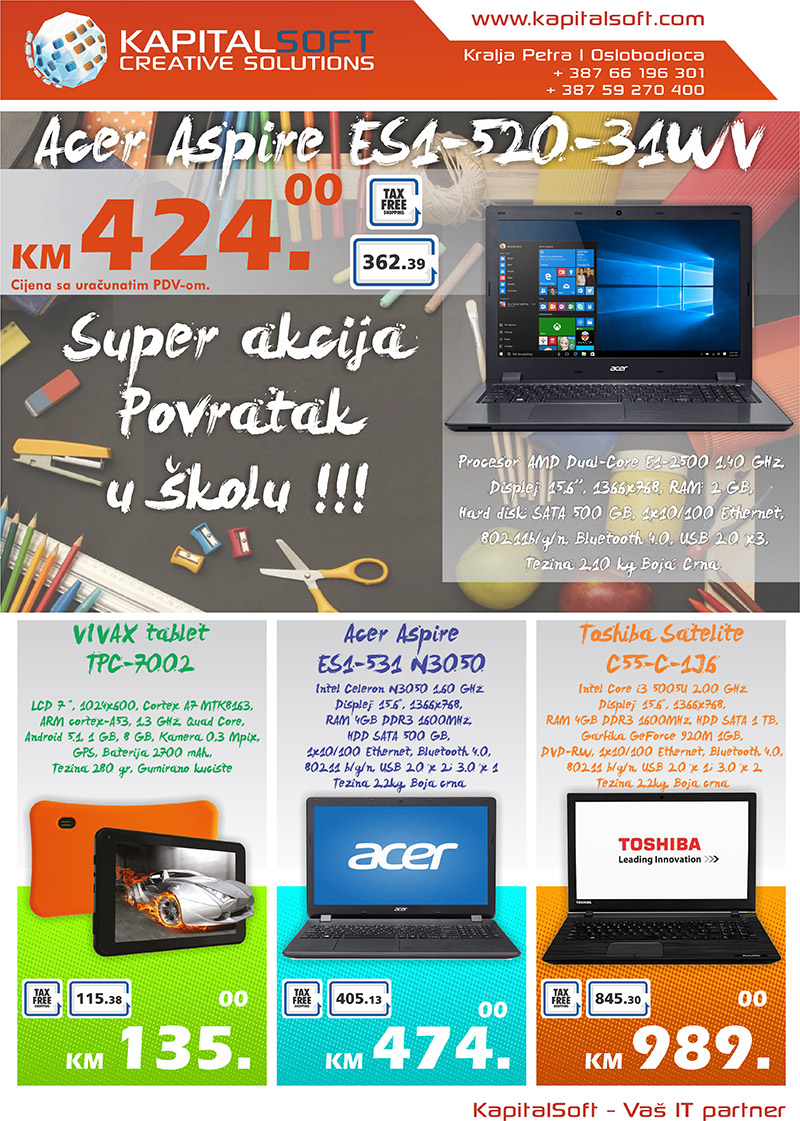 KAPITALSOFT
CREATIVE SOLUTIONS
www.kapitalsoft.com
Kralja Petra I Oslobodioca
+ 387 66 196 301
+ 387 59 270 400
Acer Aspire ES1-520-31WV
KM 424.00
TAX FREE SHOPPING
362.39
Cijena sa uračunatim PDV-om.
Super akcija
Povratak
u školu !!!
acer
Procesor AMD Dual-Core E1-2500 1.40 GHz,
Displej 15.6", 1366x768, RAM: 2 GB,
Hard disk: SATA 500 GB, 1x10/100 Ethernet,
802.11b/g/n, Bluetooth 4.0, USB 2.0 x3,
Tezina 2.10 kg Boja: Crna
VIVAX tablet
TPC-7002
LCD 7", 1024x600, Cortex A7 MTK8163,
ARM cortex-A53, 1.3 GHz Quad Core,
Android 5.1, 1 GB, 8 GB, Kamera 0.3 Mpix,
GPS, Baterija 2700 mAh,
Tezina 280 gr, Gumirano kuciste
TAX FREE SHOPPING
115.38
KM 135.00
Acer Aspire
ES1-531 N3050
Intel Celeron N3050 1.60 GHz
Displej 15.6", 1366x768,
RAM 4GB DDR3 1600MHz,
HDD SATA 500 GB,
1x10/100 Ethernet, Bluetooth 4.0,
802.11 b/g/n, USB 2.0 x 2; 3.0 x 1
Tezina 2.2kg, Boja crna
acer
acer
TAX FREE SHOPPING
405.13
KM 474.00
Toshiba Satelite
C55-C-1J6
Intel Core i3 5005U 2.00 GHz
Displej 15.6", 1366x768,
RAM 4GB DDR3 1600MHz, HDD SATA 1 TB,
Garfika GeForce 920M 1GB,
DVD-RW, 1x10/100 Ethernet, Bluetooth 4.0,
802.11 b/g/n, USB 2.0 x 1; 3.0 x 2
Tezina 2.2kg, Boja crna
TOSHIBA
Leading Innovation >>>
TOSHIBA
TAX FREE SHOPPING
845.30
KM 989.00
KapitalSoft - Vaš IT partner